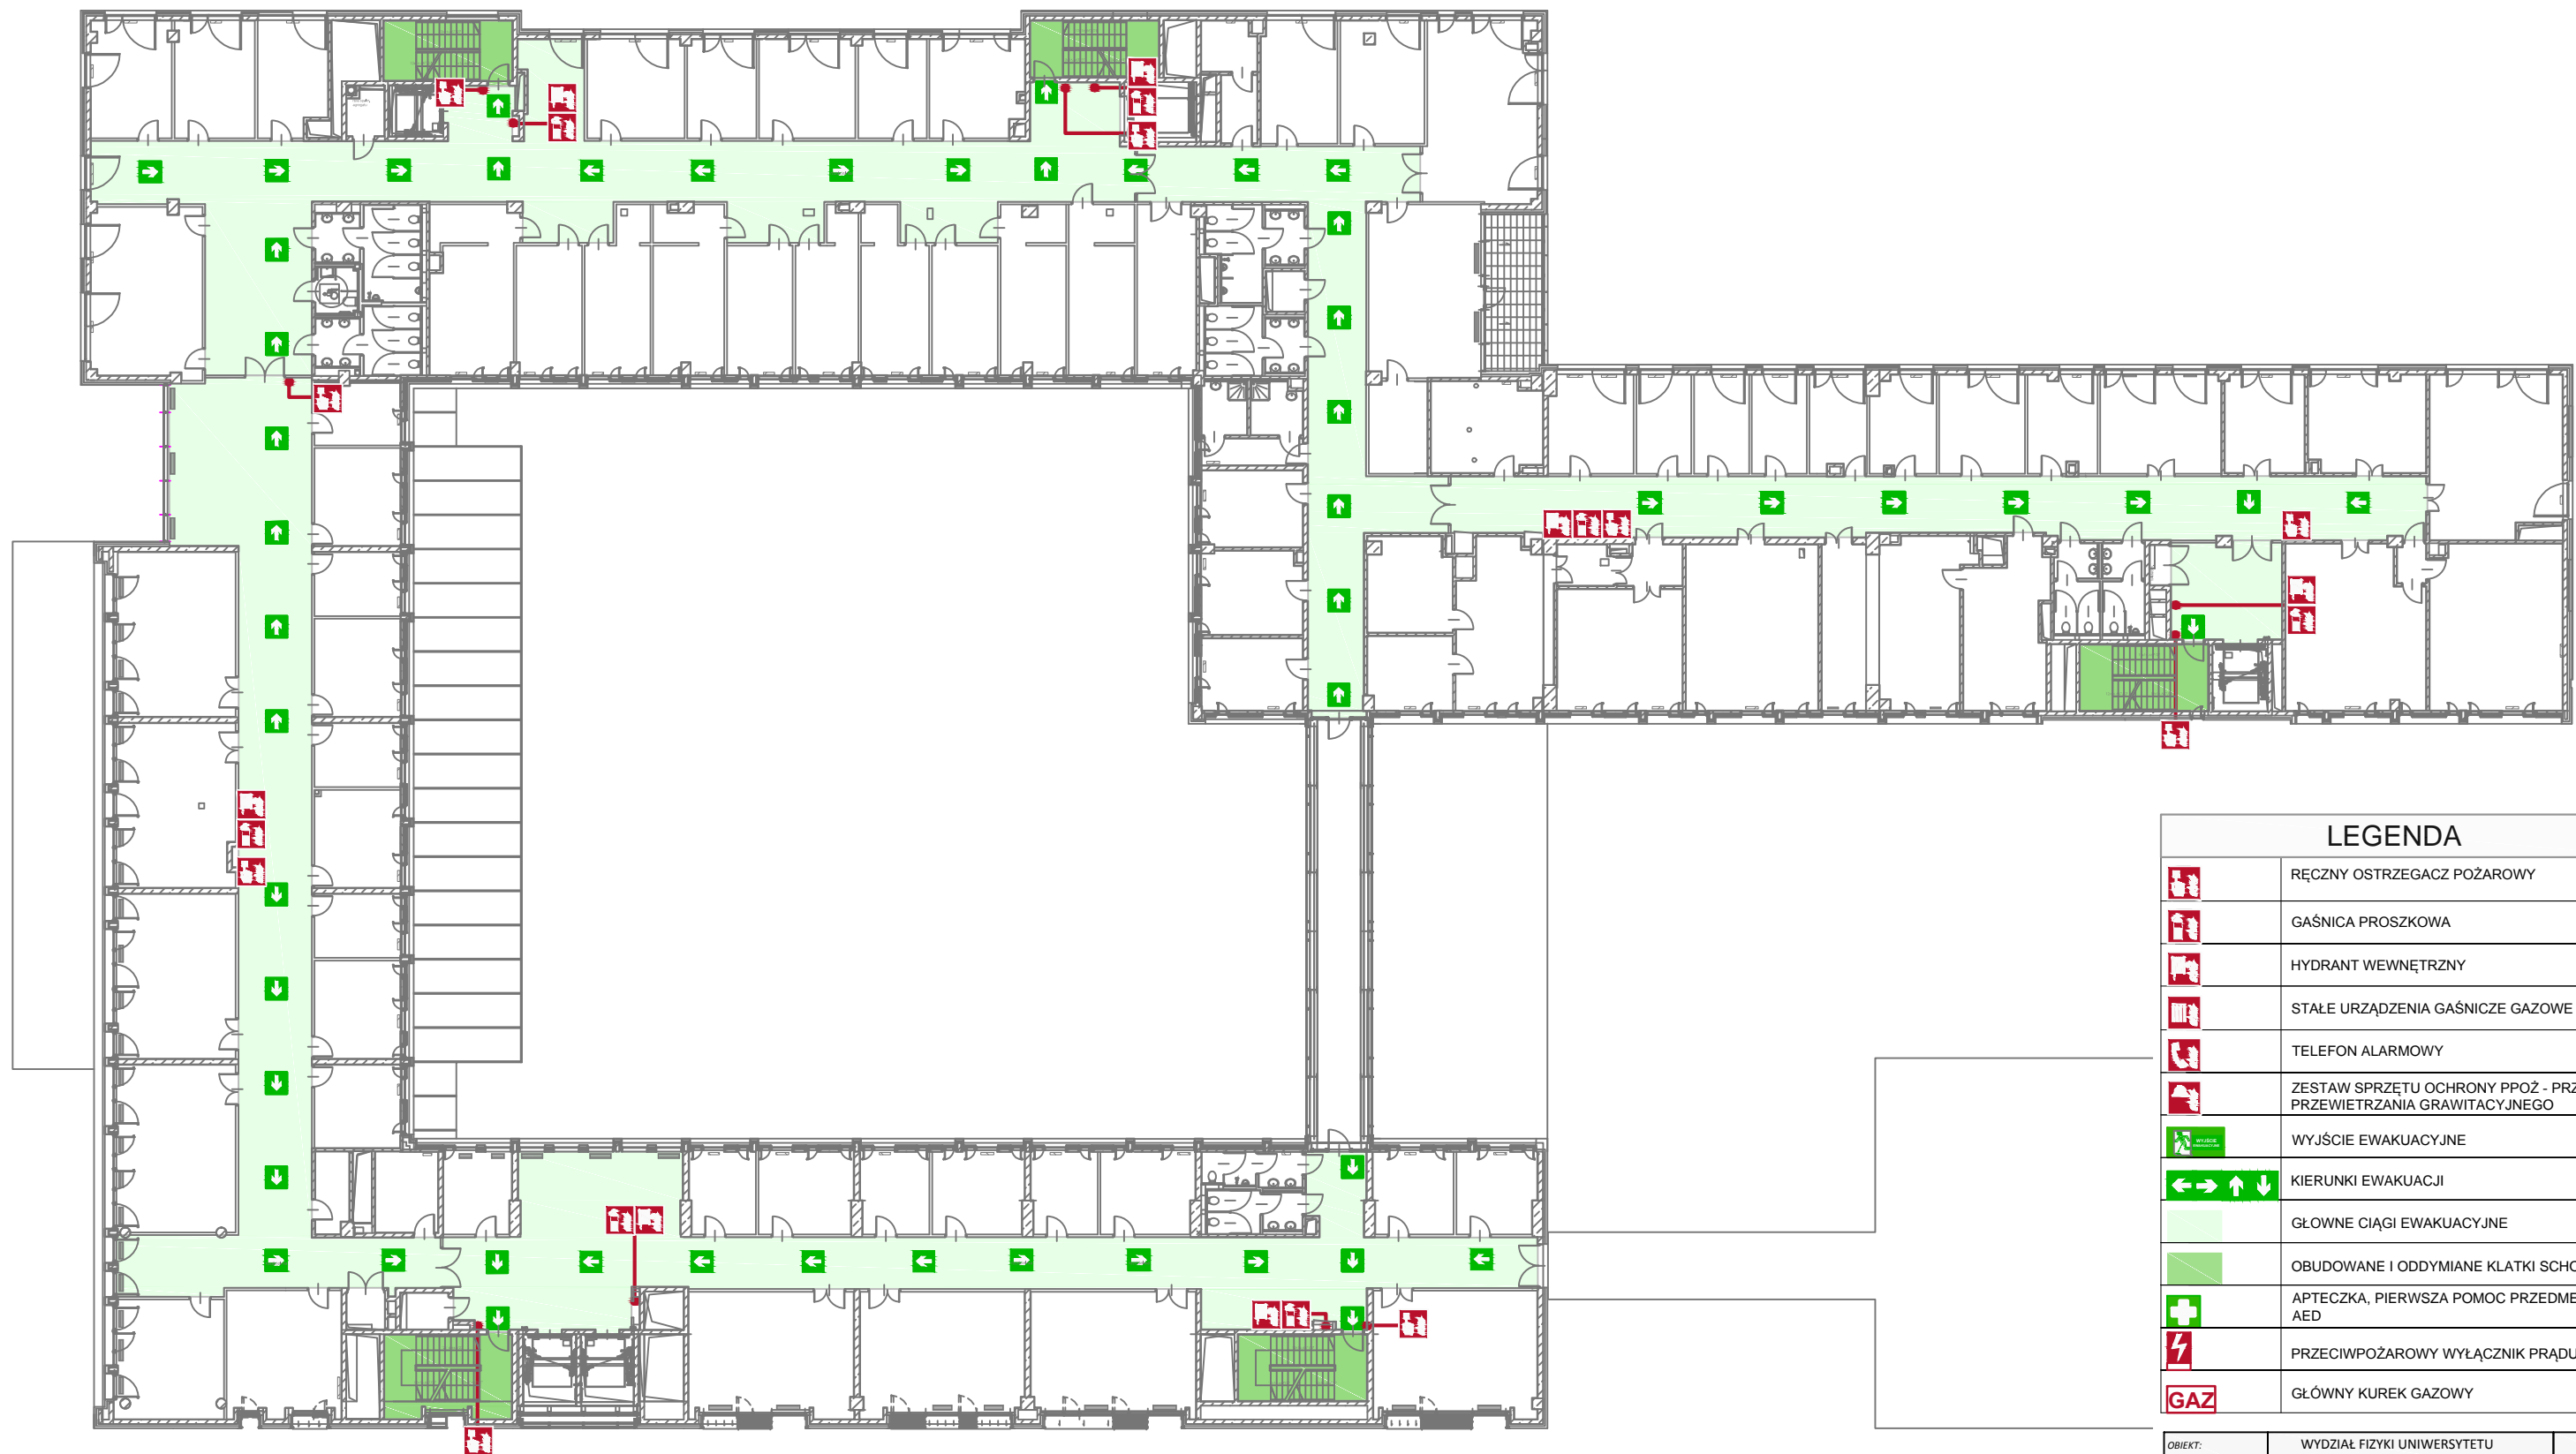 LEGENDA
RĘCZNY OSTRZEGACZ POŻAROWY
GAŚNICA PROSZKOWA
HYDRANT WEWNĘTRZNY
STAŁE URZĄDZENIA GAŚNICZE GAZOWE
TELEFON ALARMOWY
ZESTAW SPRZĘTU OCHRONY PPOŻ - PRZ
PRZEWIETRZANIA GRAWITACYJNEGO
WYJŚCIE EWAKUACYJNE
KIERUNKI EWAKUACJI
GŁOWNE CIĄGI EWAKUACYJNE
OBUDOWANE I ODDYMIANE KLATKI SCHO
APTECZKA, PIERWSZA POMOC PRZEDME
AED
PRZECIWPOŻAROWY WYŁĄCZNIK PRĄDU
GAZ GŁÓWNY KUREK GAZOWY
OBIEKT: WYDZIAŁ FIZYKI UNIWERSYTETU